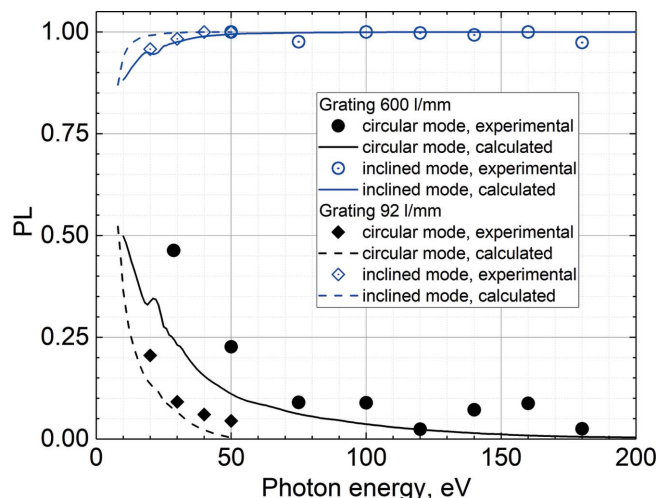 1.00
0.75
0.50
0.25
0.00
PL
Grating 600 l/mm
circular mode, experimental
circular mode, calculated
inclined mode, experimental
inclined mode, calculated
Grating 92 l/mm
circular mode, experimental
circular mode, calculated
inclined mode, experimental
inclined mode, calculated
0 50 100 150 200
Photon energy, eV